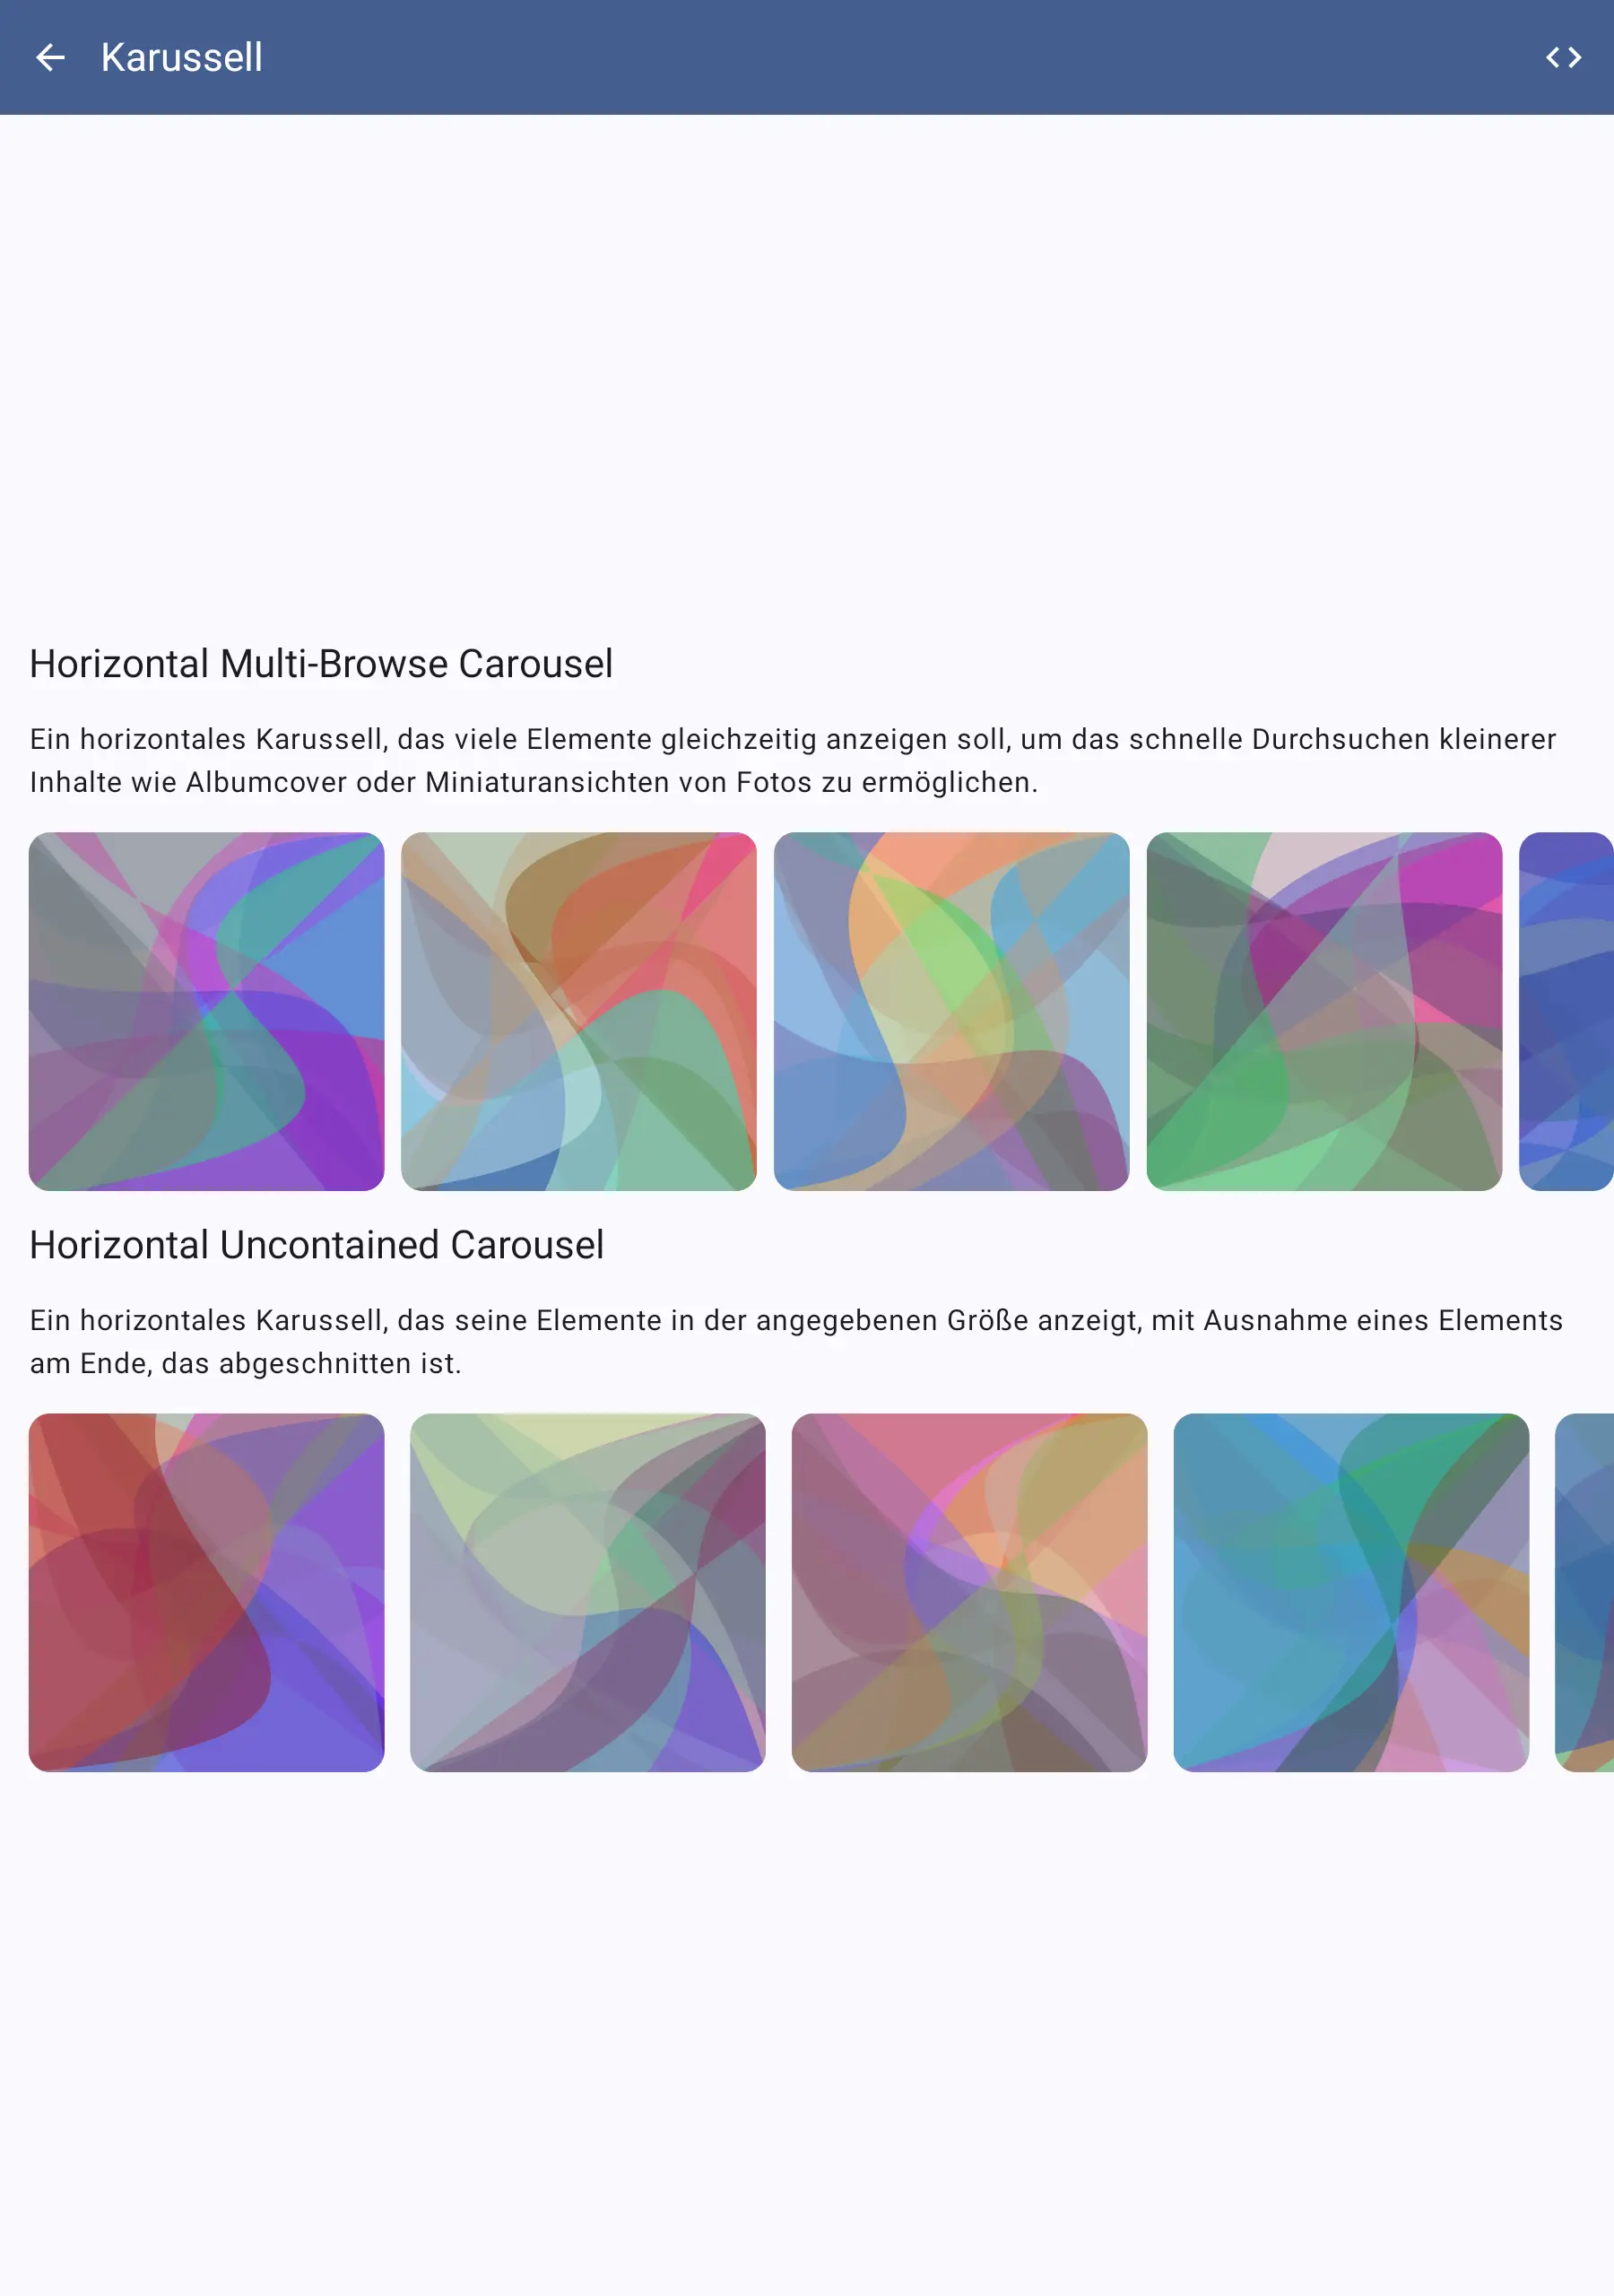 Karussell
Horizontal Multi-Browse Carousel
Ein horizontales Karussell, das viele Elemente gleichzeitig anzeigen soll, um das schnelle Durchsuchen kleinerer
Inhalte wie Albumcover oder Miniaturansichten von Fotos zu ermöglichen.
Horizontal Uncontained Carousel
Ein horizontales Karussell, das seine Elemente in der angegebenen Größe anzeigt, mit Ausnahme eines Elements
am Ende, das abgeschnitten ist.